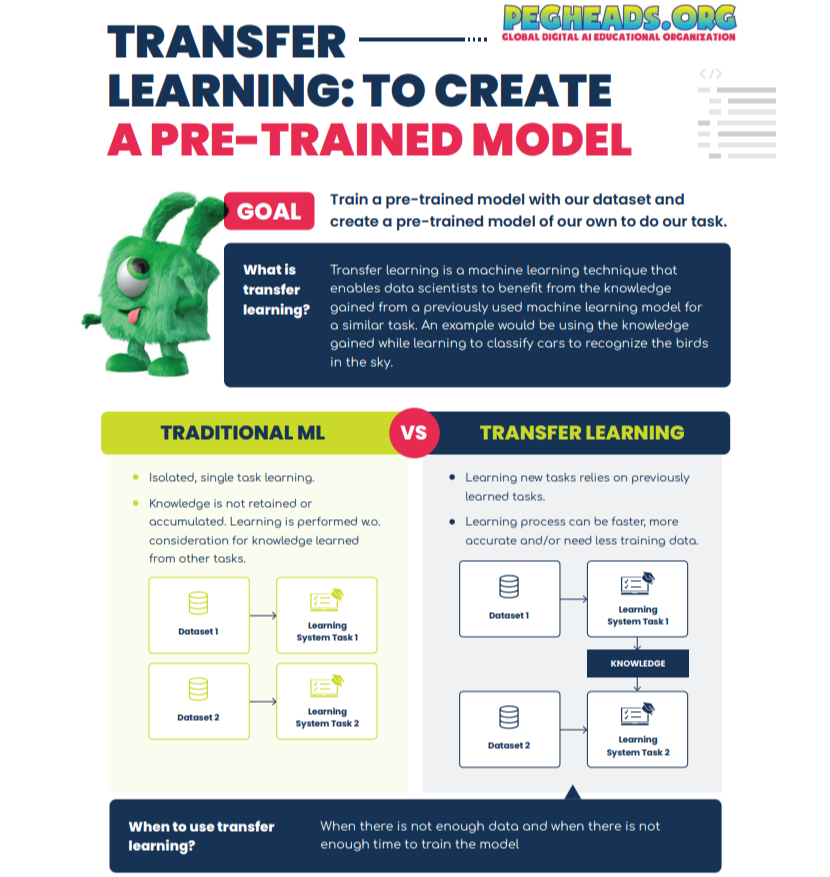 PEGHEADS.ORG
GLOBAL DIGITAL AI EDUCATIONAL ORGANIZATION
TRANSFER
LEARNING: TO CREATE
A PRE-TRAINED MODEL
</>
GOAL
Train a pre-trained model with our dataset and
create a pre-trained model of our own to do our task.
What is
transfer
learning?
Transfer learning is a machine learning technique that
enables data scientists to benefit from the knowledge
gained from a previously used machine learning model for
a similar task. An example would be using the knowledge
gained while learning to classify cars to recognize the birds
in the sky.
TRADITIONAL ML
VS
TRANSFER LEARNING
• Isolated, single task learning.
• Knowledge is not retained or
accumulated. Learning is performed w.o.
consideration for knowledge learned
from other tasks.
Dataset 1
Learning
System Task 1
Dataset 2
Learning
System Task 2
• Learning new tasks relies on previously
learned tasks.
• Learning process can be faster, more
accurate and/or need less training data.
Dataset 1
Learning
System Task 1
KNOWLEDGE
Dataset 2
Learning
System Task 2
When to use transfer
learning?
When there is not enough data and when there is not
enough time to train the model